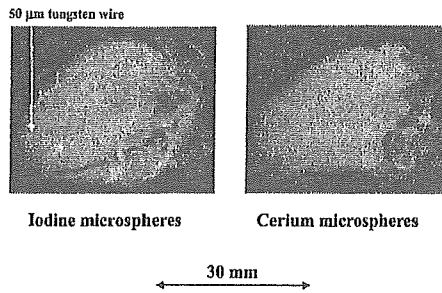 50 µm tungsten wire
Iodine microspheres
Cerium microspheres
30 mm